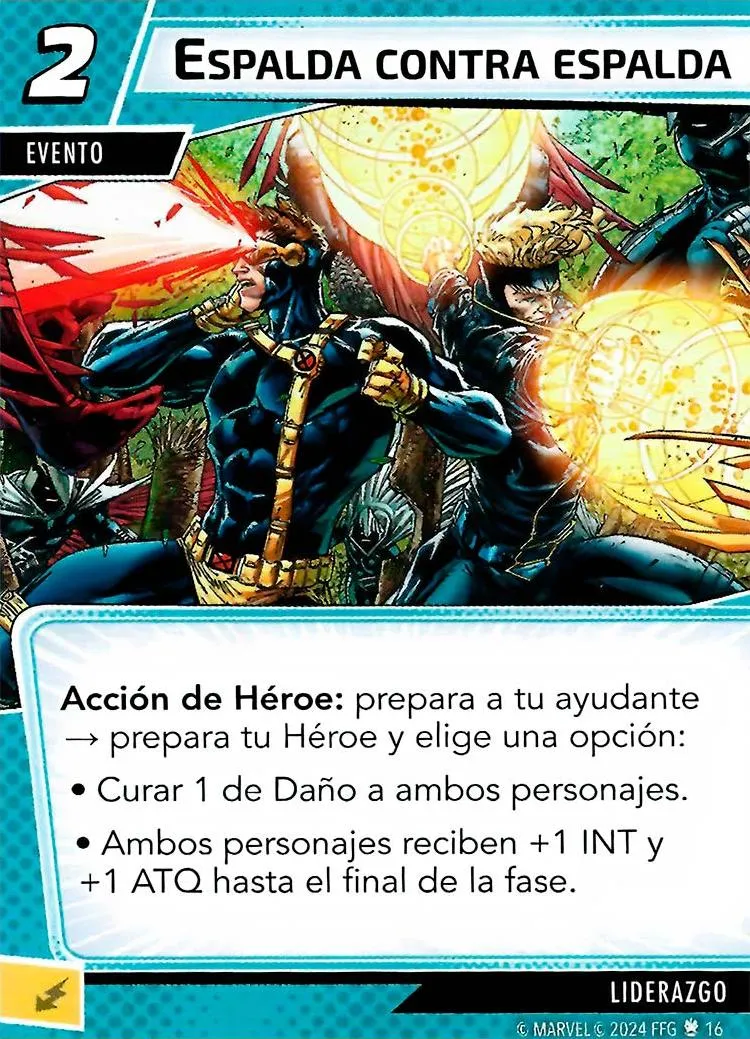 2
ESPALDA CONTRA ESPALDA
EVENTO
Acción de Héroe: prepara a tu ayudante
→ prepara tu Héroe y elige una opción:
• Curar 1 de Daño a ambos personajes.
• Ambos personajes reciben +1 INT y
+1 ATQ hasta el final de la fase.
LIDERAZGO
© MARVEL © 2024 FFG 16